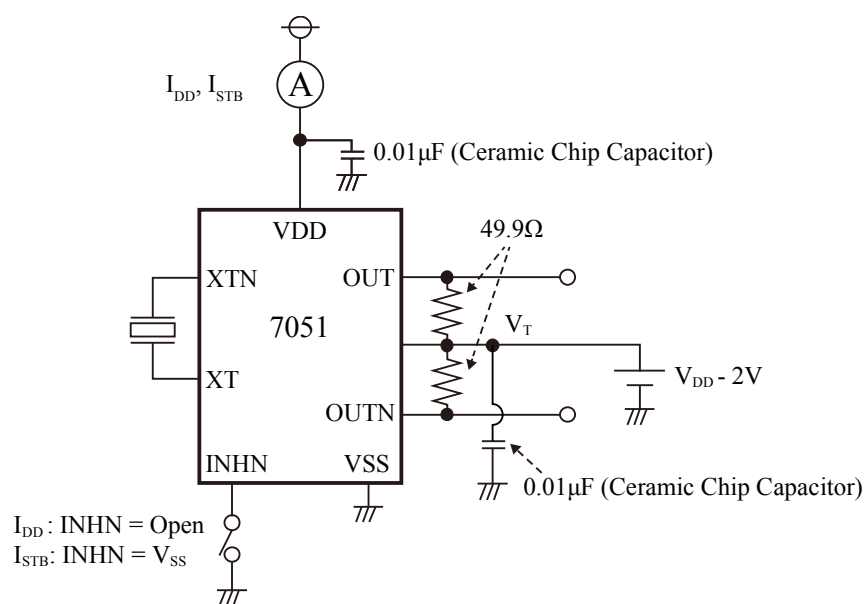 A
I_DD, I_STB
0.01μF (Ceramic Chip Capacitor)
VDD
49.9Ω
XTN
OUT
7051
V_T
XT
V_DD - 2V
OUTN
INHN
VSS
0.01μF (Ceramic Chip Capacitor)
I_DD: INHN = Open
I_STB: INHN = V_SS